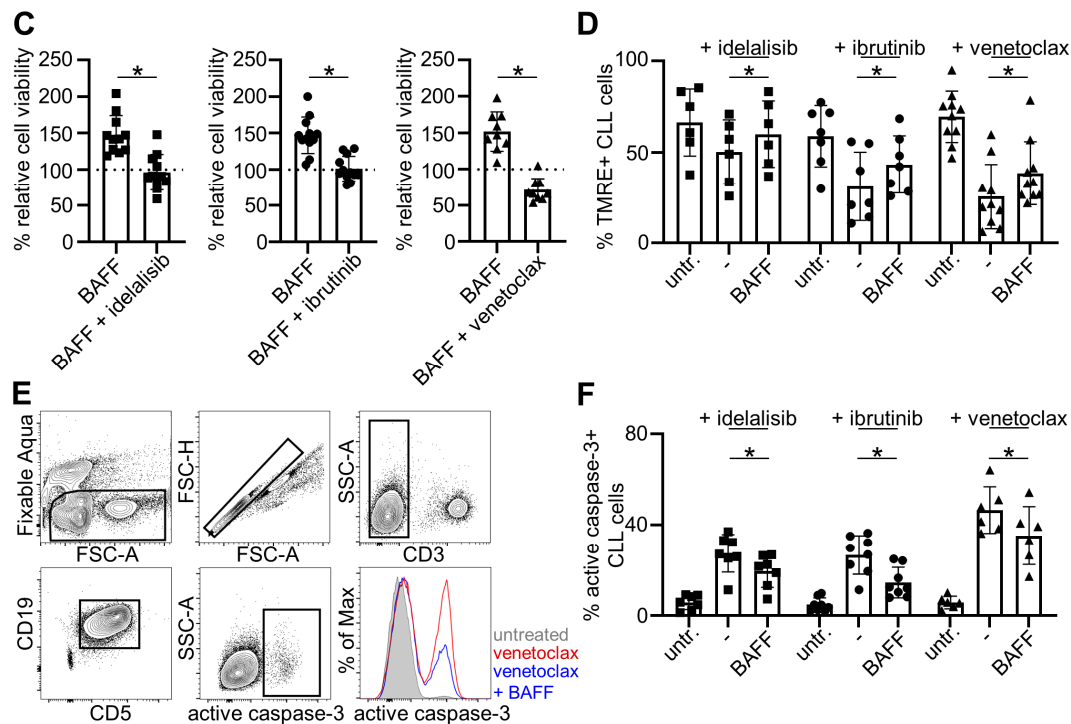 C
% relative cell viability
250
200
150
100
50
0
*
BAFF
BAFF + idelalisib
% relative cell viability
250
200
150
100
50
0
*
BAFF
BAFF + ibrutinib
% relative cell viability
250
200
150
100
50
0
*
BAFF
BAFF + venetoclax
D
% TMRE+ CLL cells
100
50
0
+ idelalisib
+ ibrutinib
+ venetoclax
*
*
*
untr.
-
BAFF
untr.
-
BAFF
untr.
-
BAFF
E
Fixable Aqua
FSC-A
FSC-H
FSC-A
SSC-A
CD3
CD19
CD5
SSC-A
active caspase-3
% of Max
active caspase-3
untreated
venetoclax
venetoclax
+ BAFF
F
% active caspase-3+
CLL cells
80
40
0
+ idelalisib
+ ibrutinib
+ venetoclax
*
*
*
untr.
-
BAFF
untr.
-
BAFF
untr.
-
BAFF